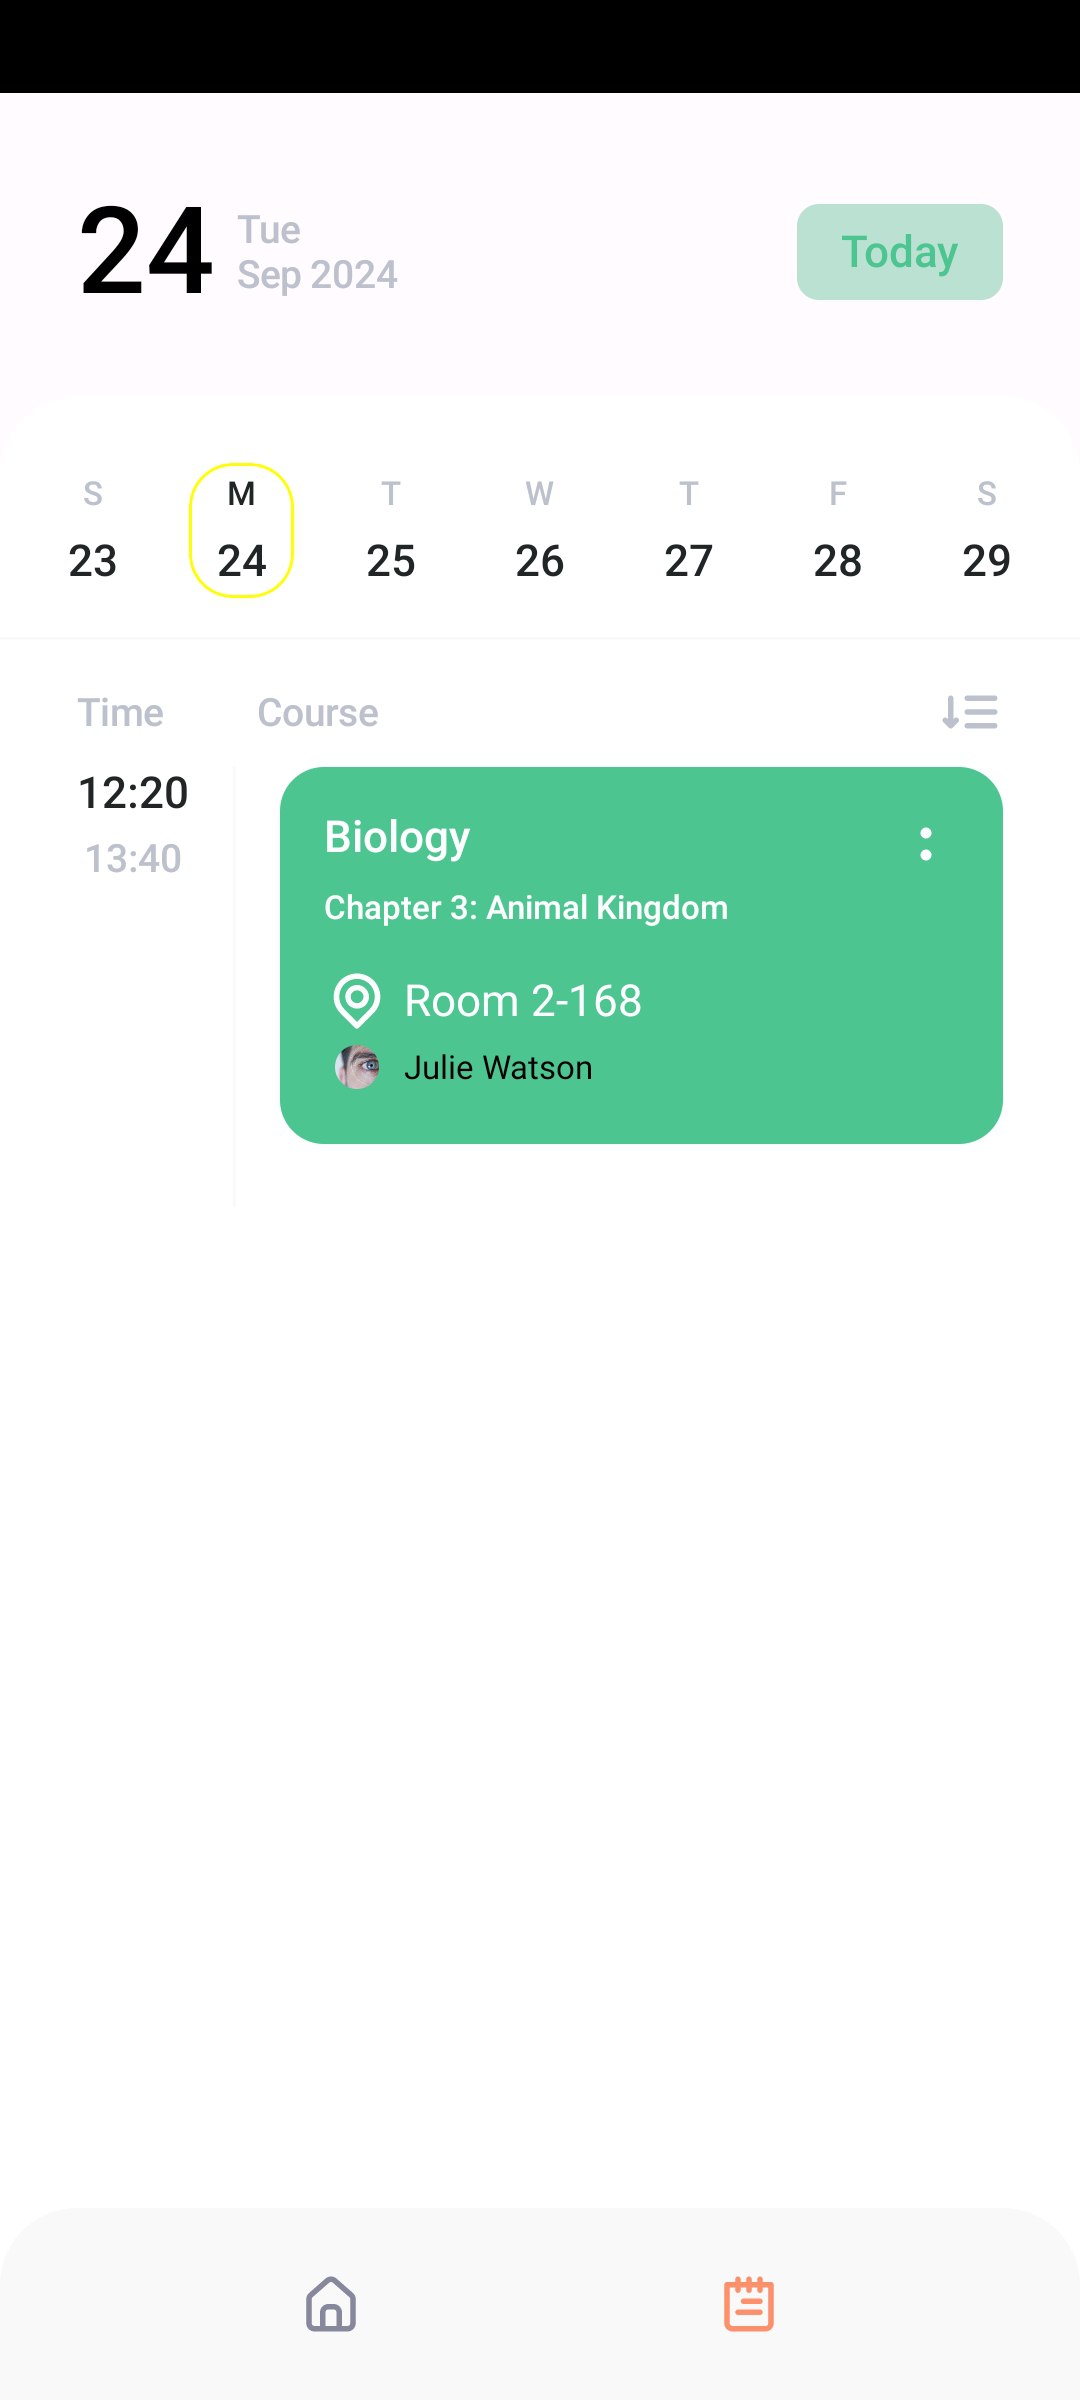 24
Tue
Sep 2024
Today
S M T W T F S
23 24 25 26 27 28 29
Time Course
12:20
13:40
Biology
Chapter 3: Animal Kingdom
Room 2-168
Julie Watson